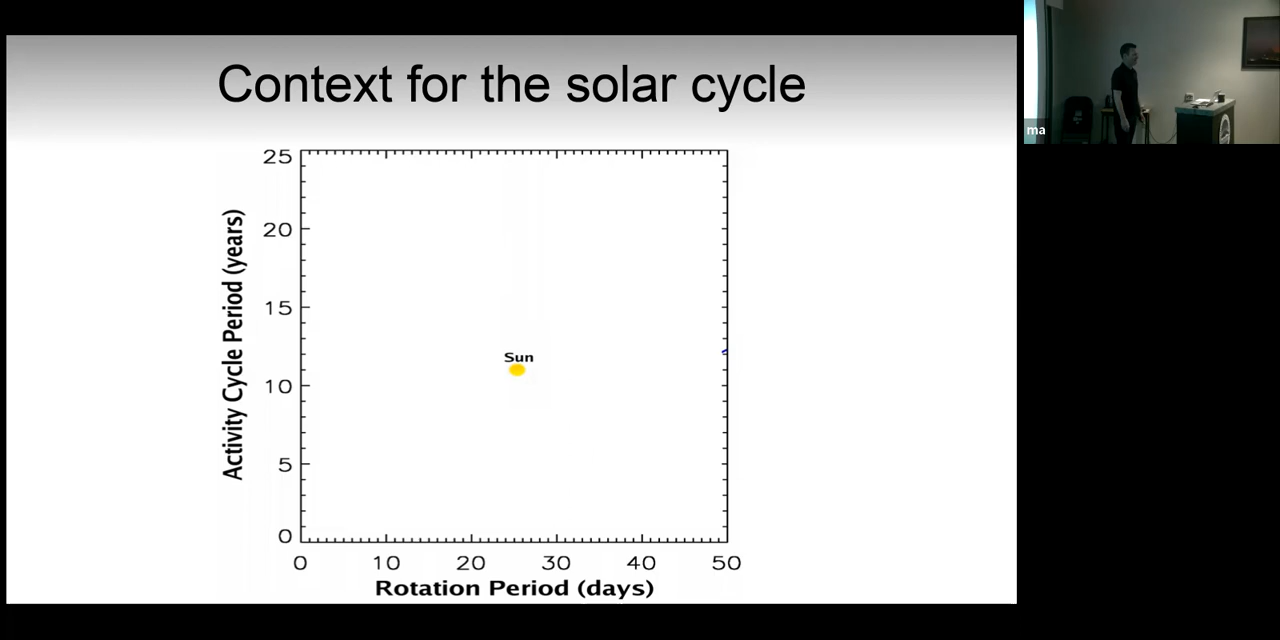 Context for the solar cycle
Activity Cycle Period (years)
25
20
15
10
5
0
Sun
0 10 20 30 40 50
Rotation Period (days)
ma